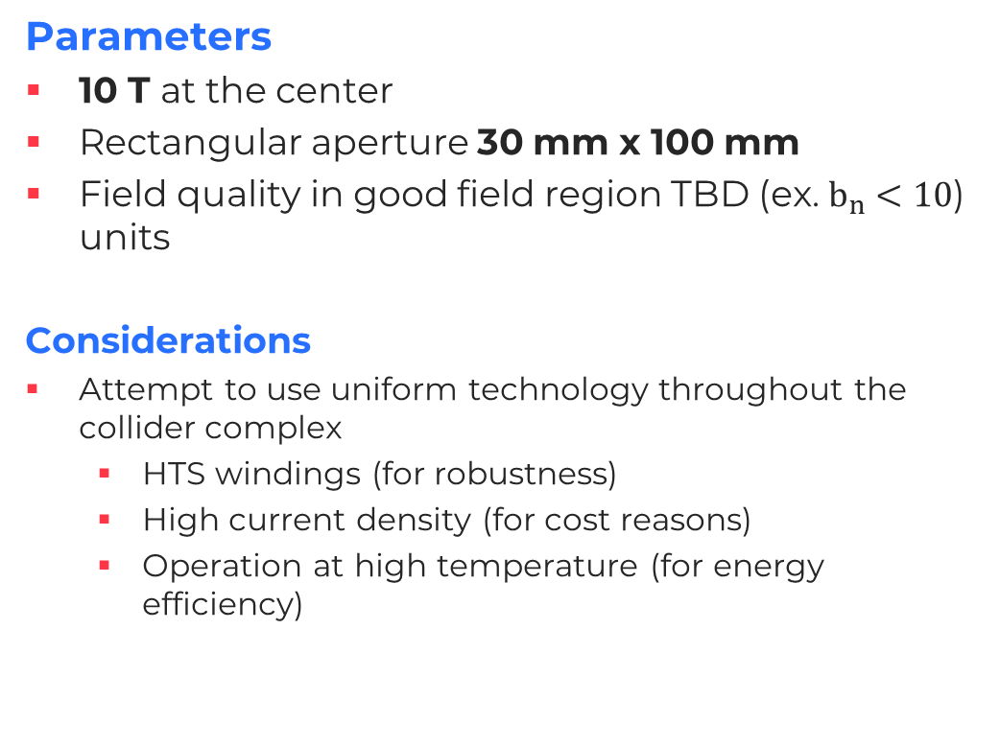 Parameters
▪ 10 T at the center
▪ Rectangular aperture 30 mm x 100 mm
▪ Field quality in good field region TBD (ex. bₙ < 10)
units
Considerations
▪ Attempt to use uniform technology throughout the
collider complex
▪ HTS windings (for robustness)
▪ High current density (for cost reasons)
▪ Operation at high temperature (for energy
efficiency)